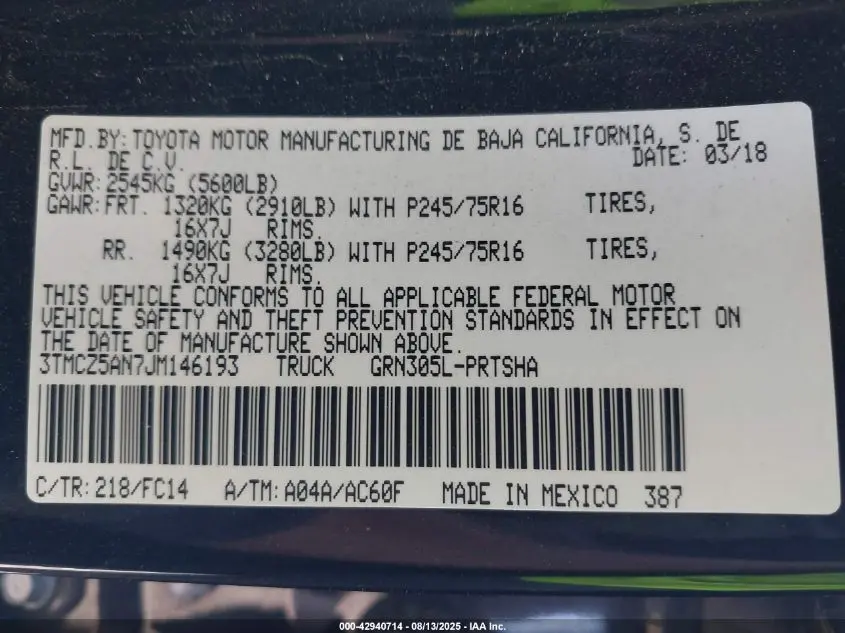 MFD.BY:TOYOTA MOTOR MANUFACTURING DE BAJA CALIFORNIA, S. DE
R.L. DE C.V. DATE: 03/18
GVWR:2545KG (5600LB)
GAWR:FRT. 1320KG (2910LB) WITH P245/75R16 TIRES,
16X7J RIMS.
RR. 1490KG (3280LB) WITH P245/75R16 TIRES,
16X7J RIMS.
THIS VEHICLE CONFORMS TO ALL APPLICABLE FEDERAL MOTOR
VEHICLE SAFETY AND THEFT PREVENTION STANDARDS IN EFFECT ON
THE DATE OF MANUFACTURE SHOWN ABOVE.
3TMCZ5AN7JM146193 TRUCK GRN305L-PRTSHA
C/TR:218/FC14 A/TM:A04A/AC60F MADE IN MEXICO 387
000-42940714 - 08/13/2025 - IAA Inc.